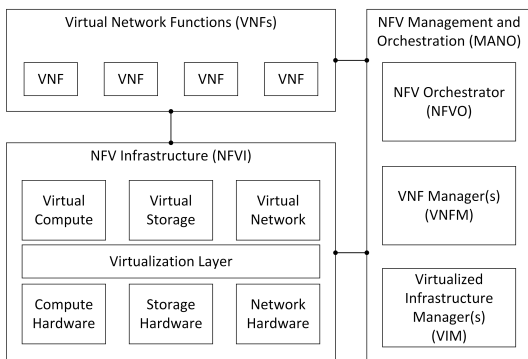 Virtual Network Functions (VNFs)
VNF
VNF
VNF
VNF
NFV Infrastructure (NFVI)
Virtual
Compute
Virtual
Storage
Virtual
Network
Virtualization Layer
Compute
Hardware
Storage
Hardware
Network
Hardware
NFV Management and
Orchestration (MANO)
NFV Orchestrator
(NFVO)
VNF Manager(s)
(VNFM)
Virtualized
Infrastructure
Manager(s)
(VIM)